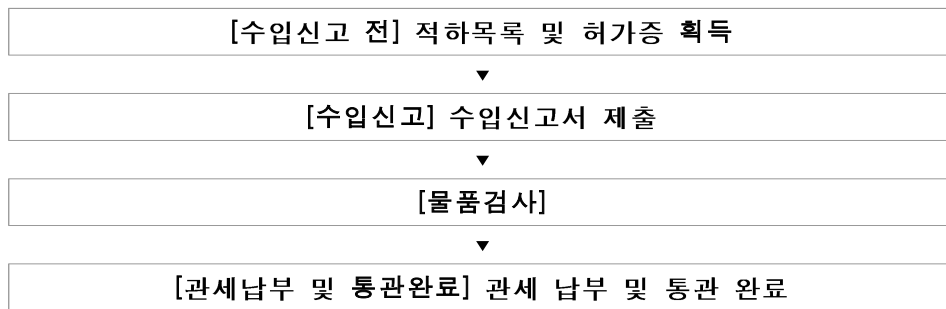 [수입신고 전] 적하목록 및 허가증 획득
▼
[수입신고] 수입신고서 제출
▼
[물품검사]
▼
[관세납부 및 통관완료] 관세 납부 및 통관 완료